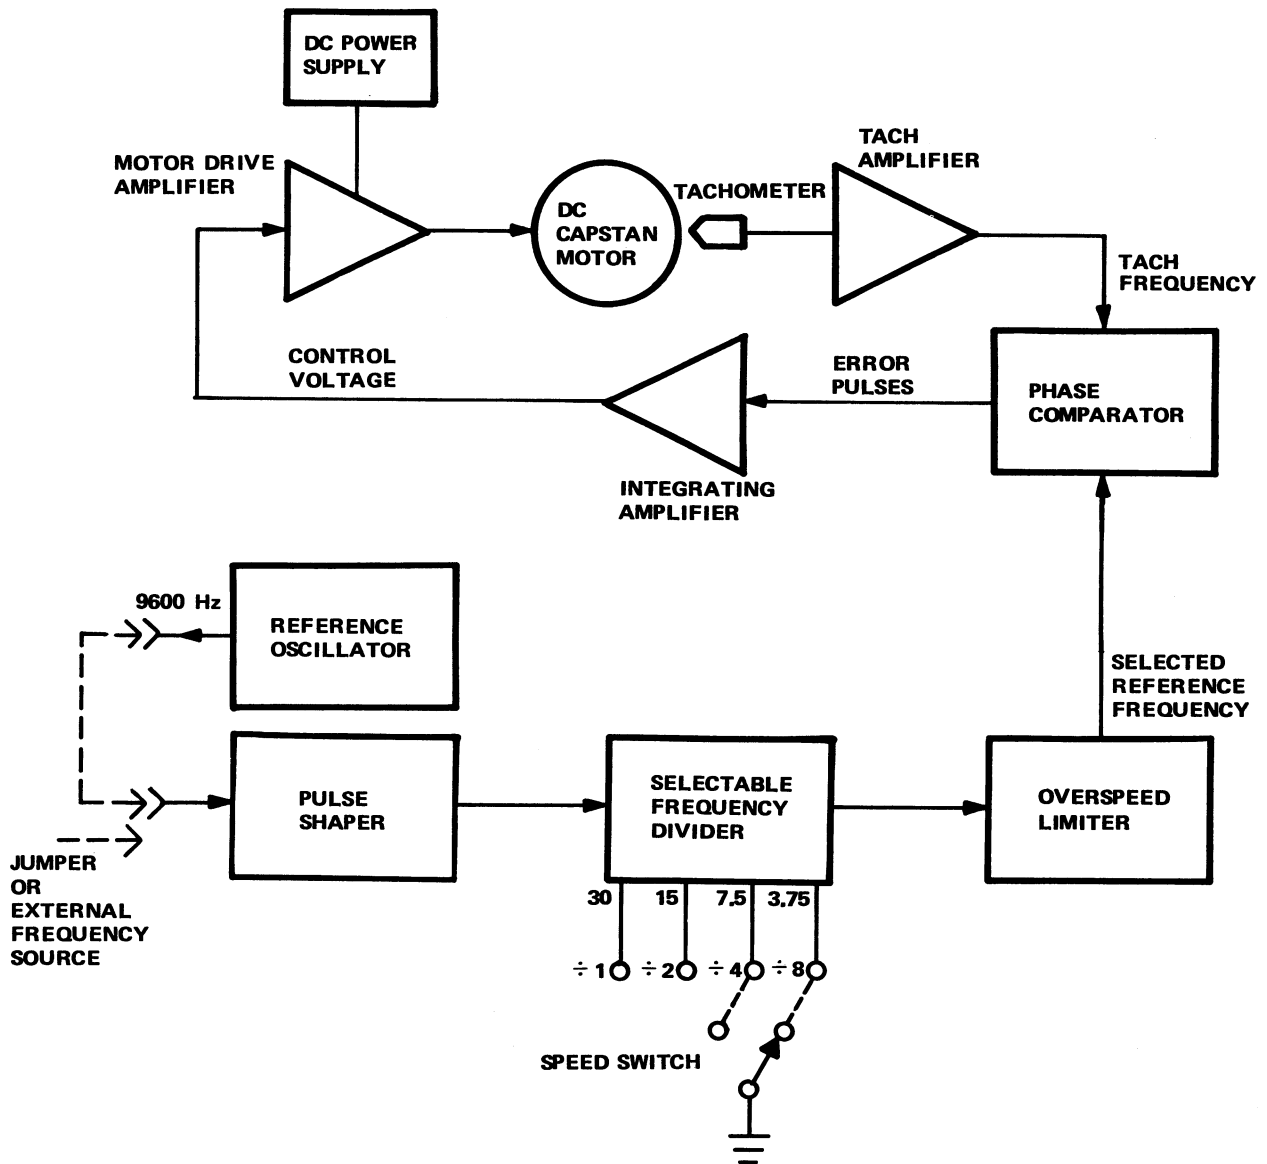 DC POWER
SUPPLY
MOTOR DRIVE
AMPLIFIER
DC
CAPSTAN
MOTOR
TACHOMETER
TACH
AMPLIFIER
TACH
FREQUENCY
CONTROL
VOLTAGE
ERROR
PULSES
PHASE
COMPARATOR
INTEGRATING
AMPLIFIER
9600 Hz
REFERENCE
OSCILLATOR
SELECTED
REFERENCE
FREQUENCY
PULSE
SHAPER
SELECTABLE
FREQUENCY
DIVIDER
OVERSPEED
LIMITER
JUMPER
OR
EXTERNAL
FREQUENCY
SOURCE
30 15 7.5 3.75
÷1 ÷2 ÷4 ÷8
SPEED SWITCH